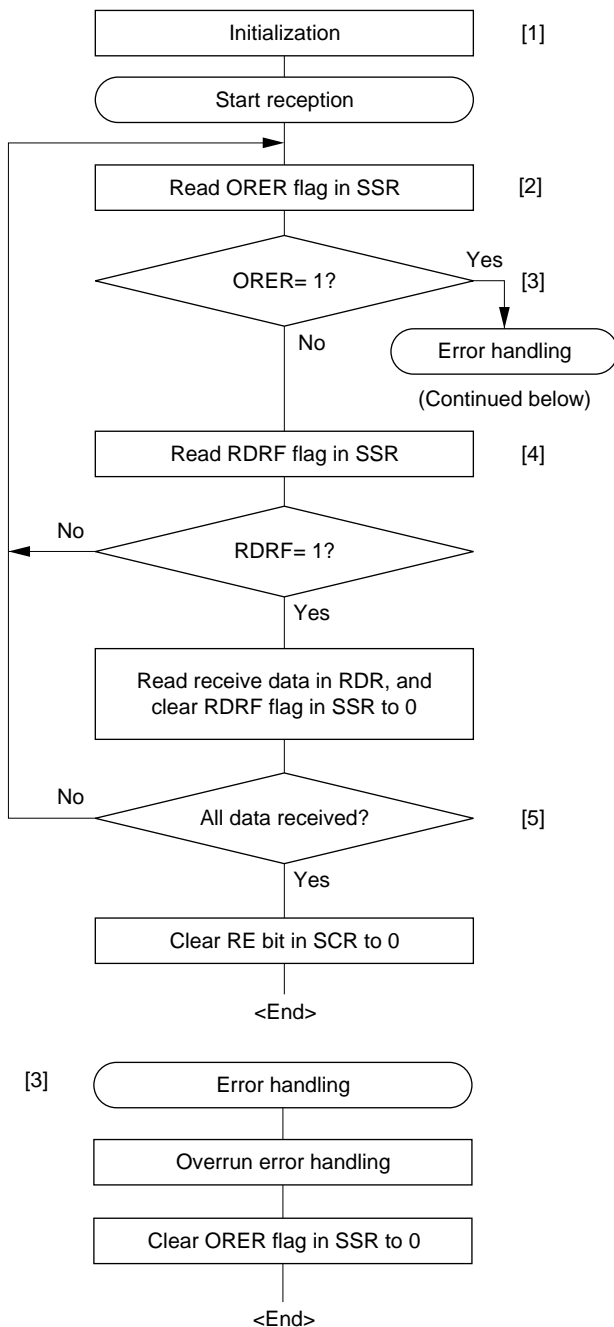 Initialization
[1]
Start reception
Read ORER flag in SSR
[2]
ORER= 1?
Yes
[3]
No
Error handling
(Continued below)
Read RDRF flag in SSR
[4]
No
RDRF= 1?
Yes
Read receive data in RDR, and
clear RDRF flag in SSR to 0
No
All data received?
[5]
Yes
Clear RE bit in SCR to 0
<End>
[3]
Error handling
Overrun error handling
Clear ORER flag in SSR to 0
<End>